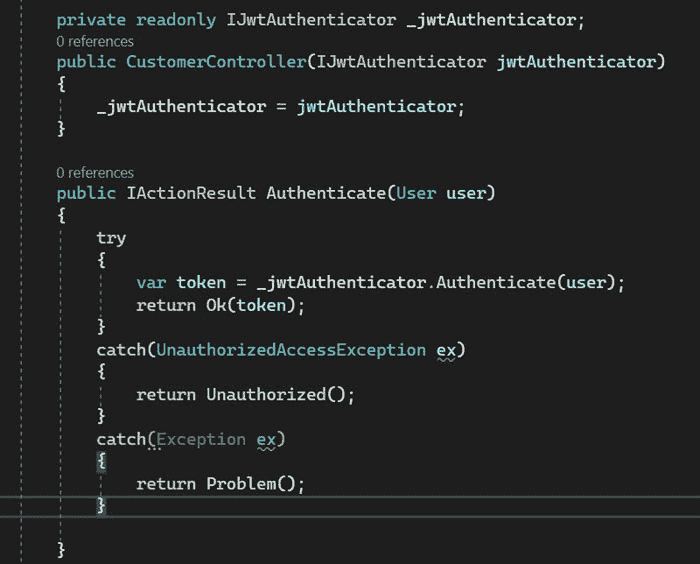 private readonly IJwtAuthenticator _jwtAuthenticator;
0 references
public CustomerController(IJwtAuthenticator jwtAuthenticator)
{
    _jwtAuthenticator = jwtAuthenticator;
}
0 references
public IActionResult Authenticate(User user)
{
    try
    {
        var token = _jwtAuthenticator.Authenticate(user);
        return Ok(token);
    }
    catch(UnauthorizedAccessException ex)
    {
        return Unauthorized();
    }
    catch(Exception ex)
    {
        return Problem();
    }
}